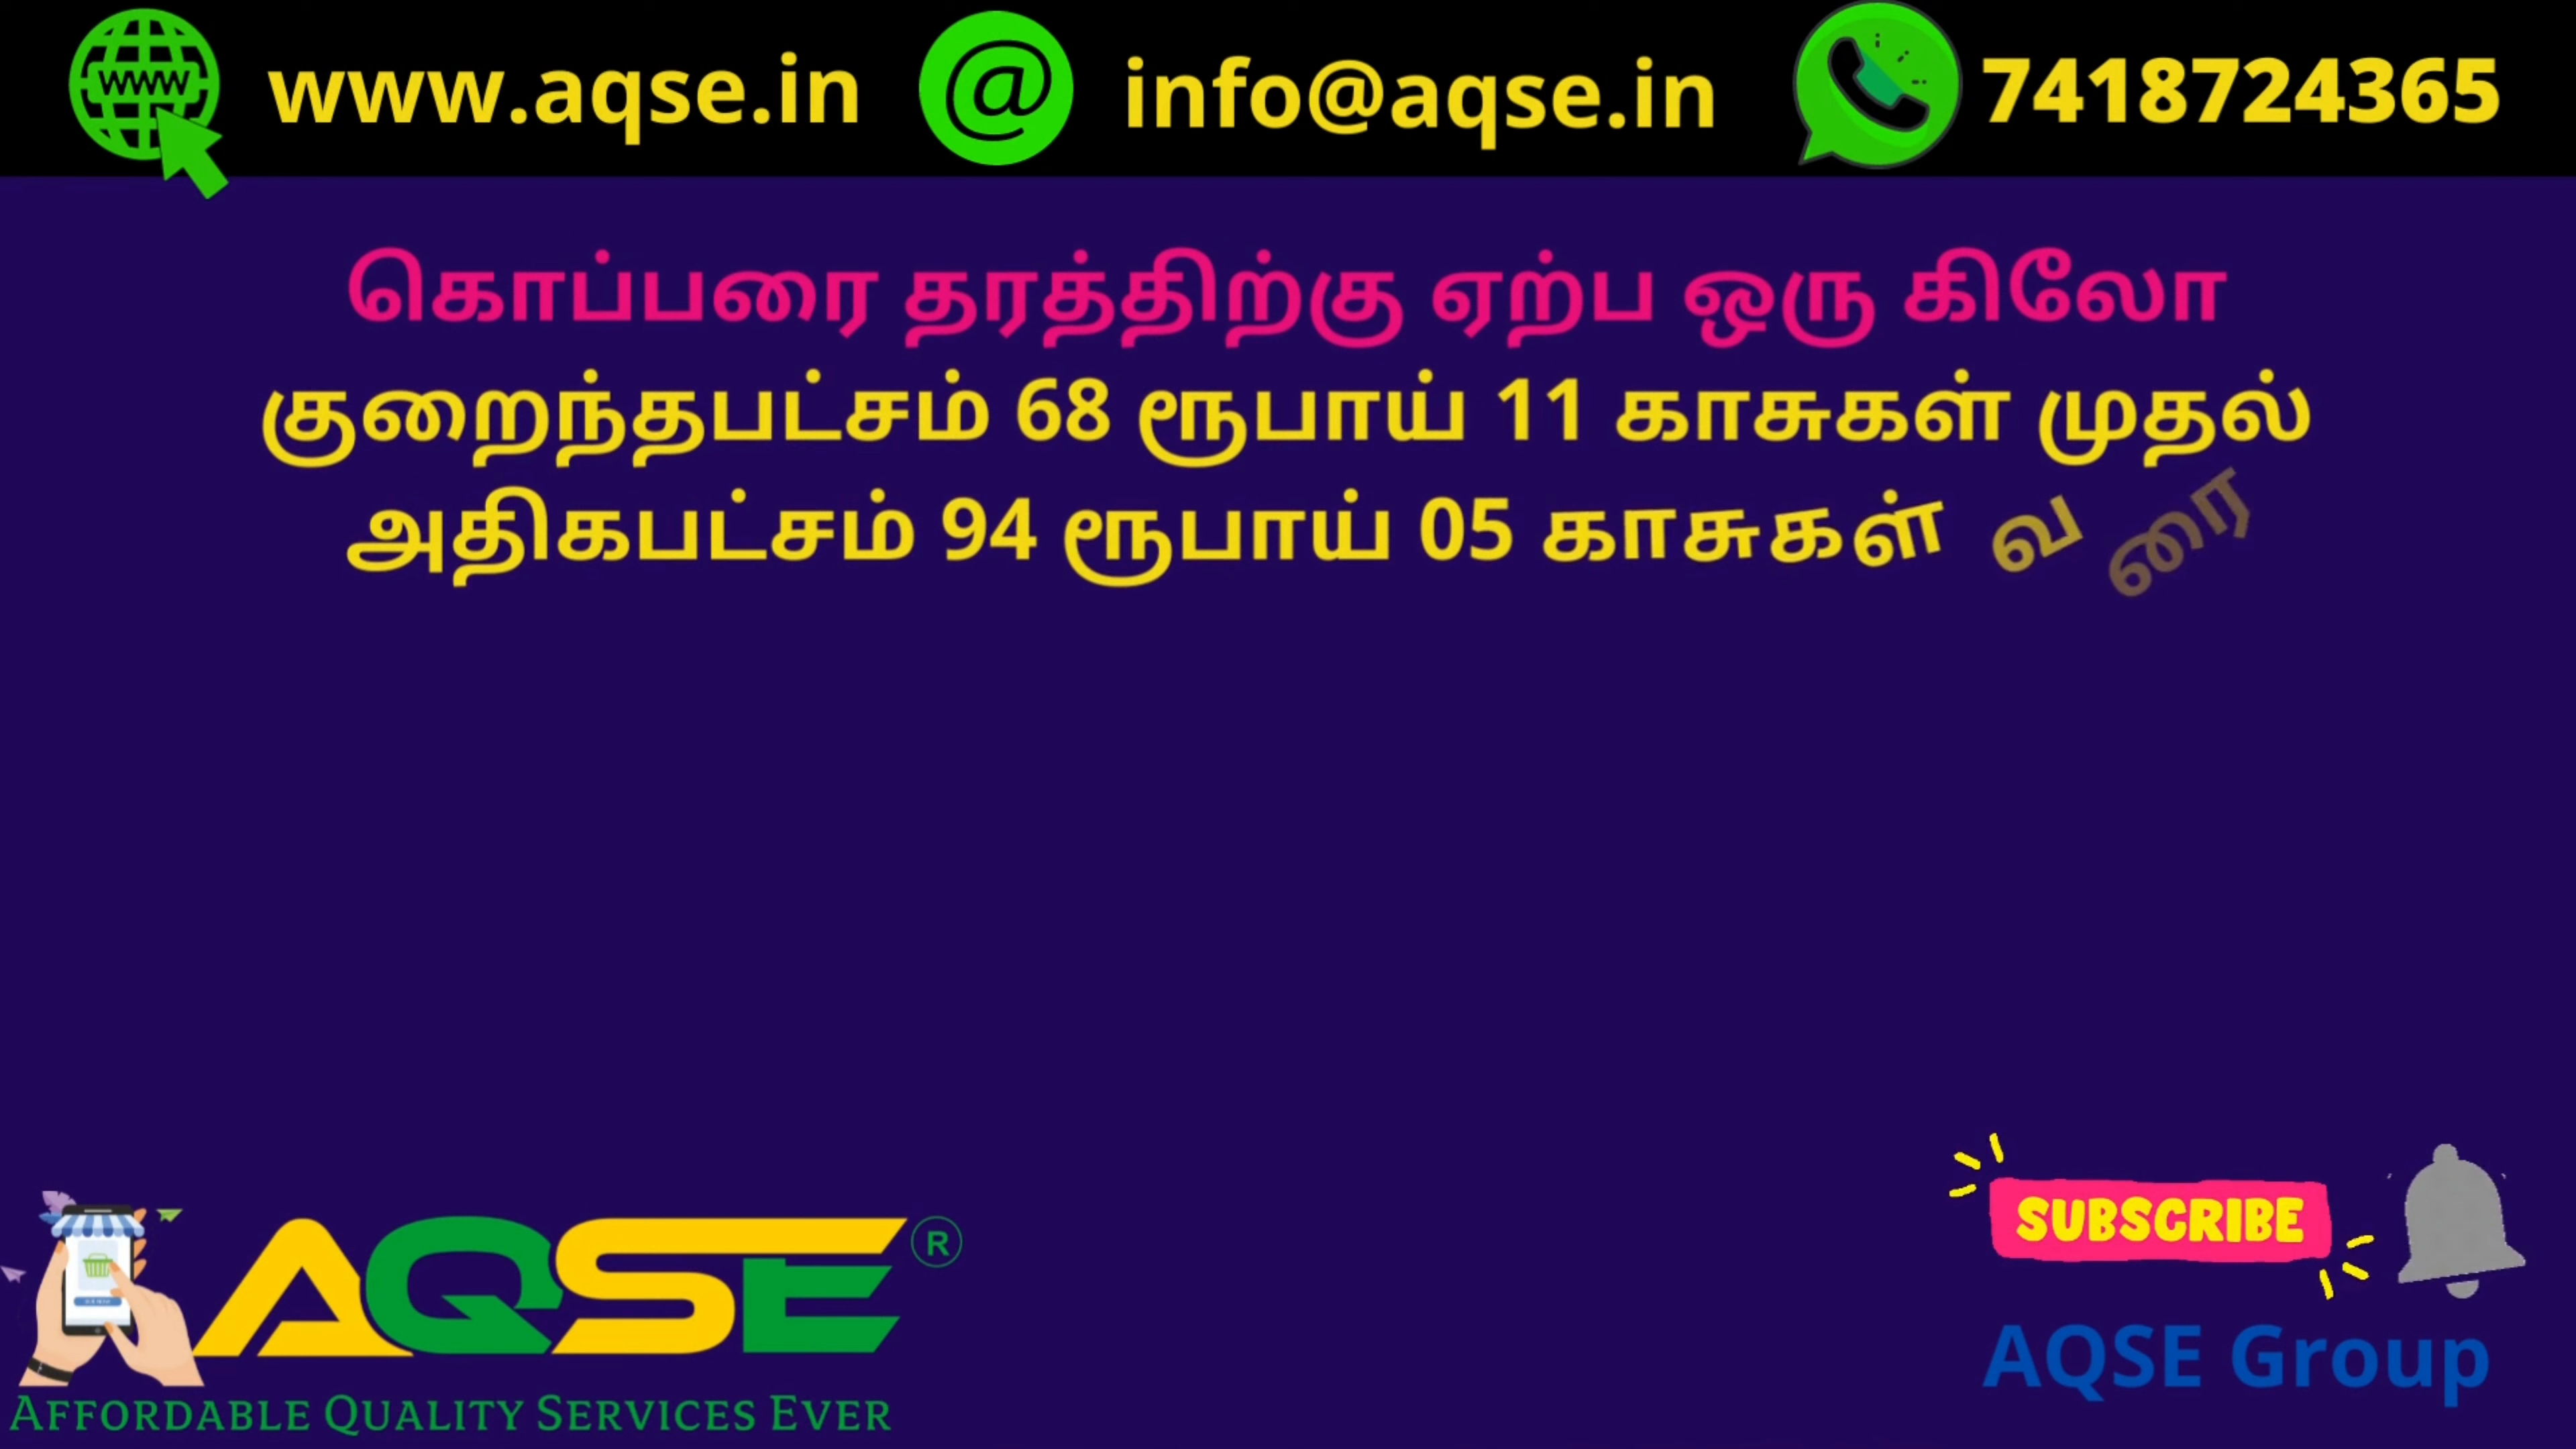 www
www.aqse.in
@
info@aqse.in
7418724365
கொப்பரை தரத்திற்கு ஏற்ப ஒரு கிலோ
குறைந்தபட்சம் 68 ரூபாய் 11 காசுகள் முதல்
அதிகபட்சம் 94 ரூபாய் 05 காசுகள் வரை
AQSE ®
AFFORDABLE QUALITY SERVICES EVER
SUBSCRIBE
AQSE Group